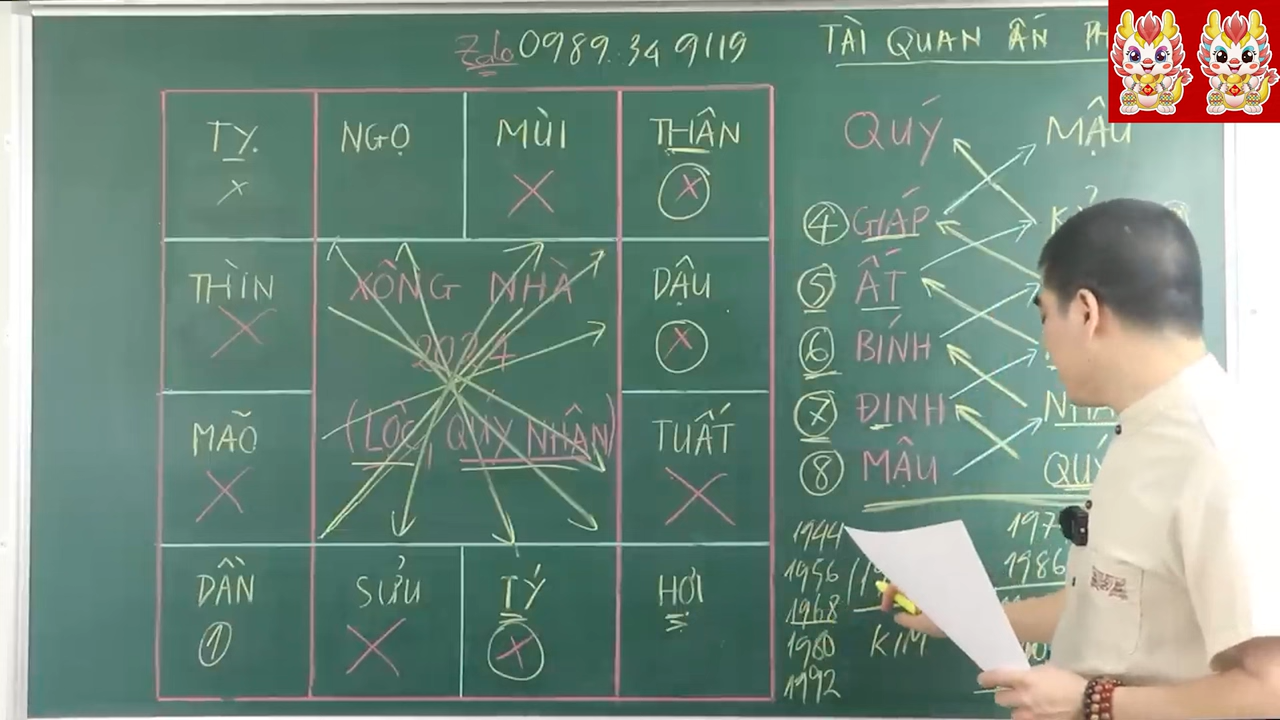 Zalo 0989.34 9119
TÀI QUAN ẤN
TỴ. NGỌ MÙI THÂN
THÌN XÔNG NHÀ DẬU
2024
MÃO (LỘC, QUÝ NHÂN) TUẤT
DẦN SỬU TÝ HỢI
1
QUÝ MẬU
4 GIÁP
5 ẤT
6 BÍNH
7 ĐINH
8 MẬU QUÝ
1944
1956 1986
1968
1980 KIM
1992